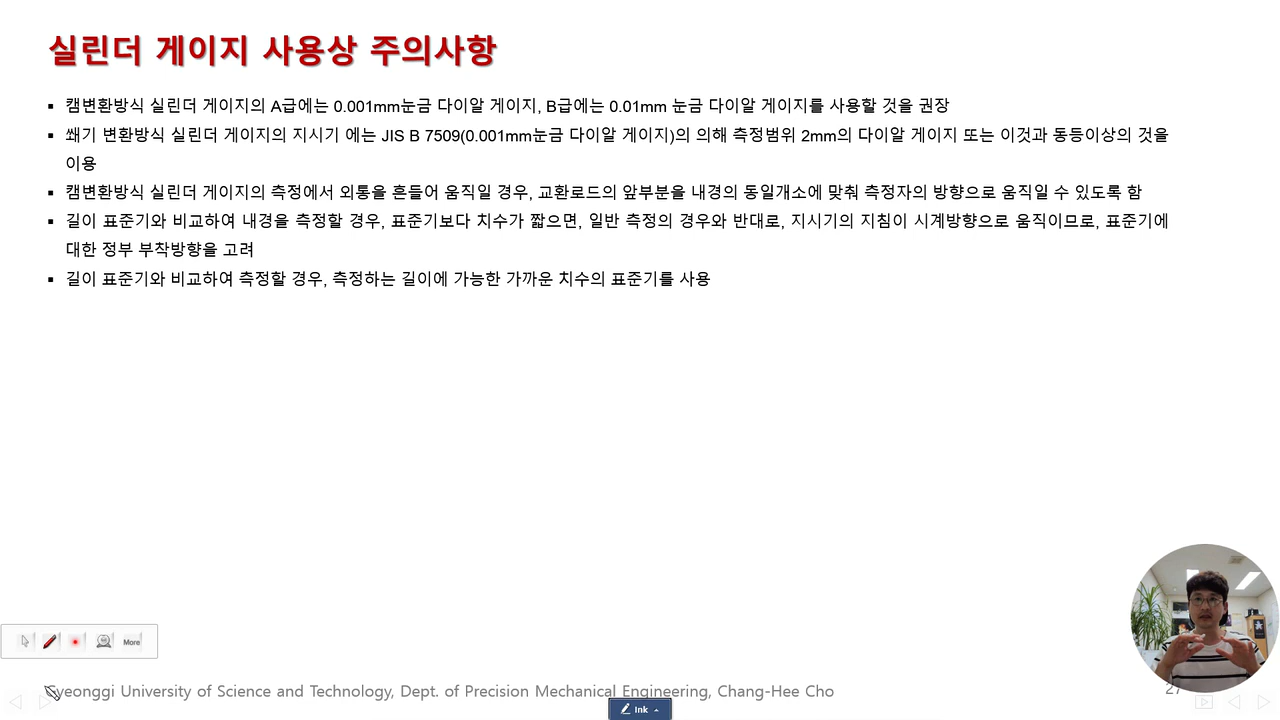 실린더 게이지 사용상 주의사항
▪ 캠변환방식 실린더 게이지의 A급에는 0.001mm눈금 다이알 게이지, B급에는 0.01mm 눈금 다이알 게이지를 사용할 것을 권장
▪ 쐐기 변환방식 실린더 게이지의 지시기 에는 JIS B 7509(0.001mm눈금 다이알 게이지)의 의해 측정범위 2mm의 다이알 게이지 또는 이것과 동등이상의 것을
이용
▪ 캠변환방식 실린더 게이지의 측정에서 외통을 흔들어 움직일 경우, 교환로드의 앞부분을 내경의 동일개소에 맞춰 측정자의 방향으로 움직일 수 있도록 함
▪ 길이 표준기와 비교하여 내경을 측정할 경우, 표준기보다 치수가 짧으면, 일반 측정의 경우와 반대로, 지시기의 지침이 시계방향으로 움직이므로, 표준기에
대한 정부 부착방향을 고려
▪ 길이 표준기와 비교하여 측정할 경우, 측정하는 길이에 가능한 가까운 치수의 표준기를 사용
More
Gyeonggi University of Science and Technology, Dept. of Precision Mechanical Engineering, Chang-Hee Cho
27
Ink